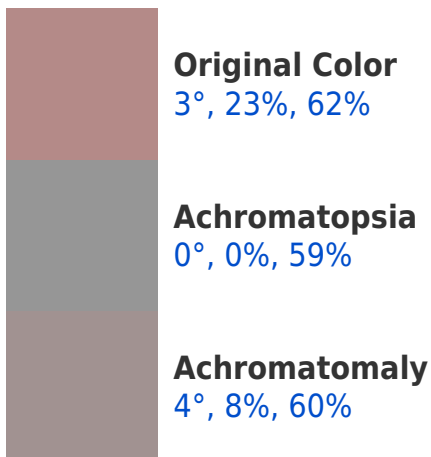 Original Color
3°, 23%, 62%
Achromatopsia
0°, 0%, 59%
Achromatomaly
4°, 8%, 60%